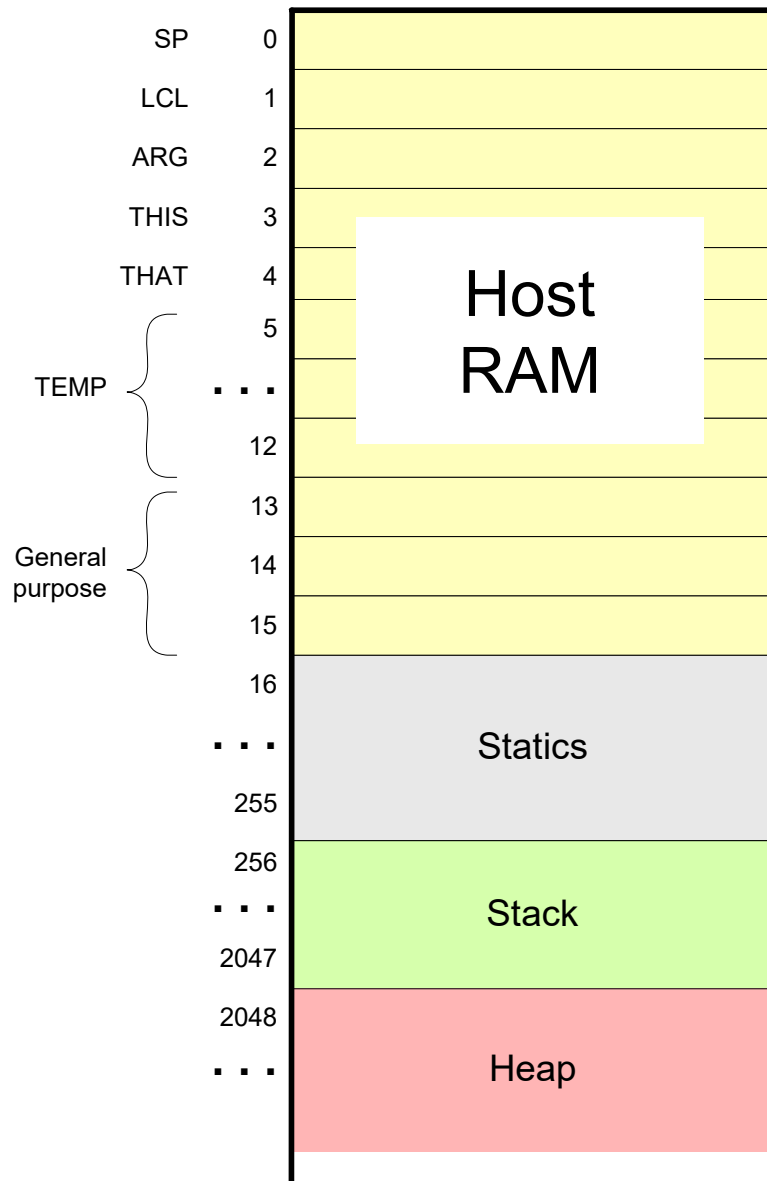 SP 0
LCL 1
ARG 2
THIS 3
THAT 4
Host
RAM
5
TEMP . . .
12
13
General
purpose
14
15
16
. . . Statics
255
256
. . . Stack
2047
2048
. . . Heap